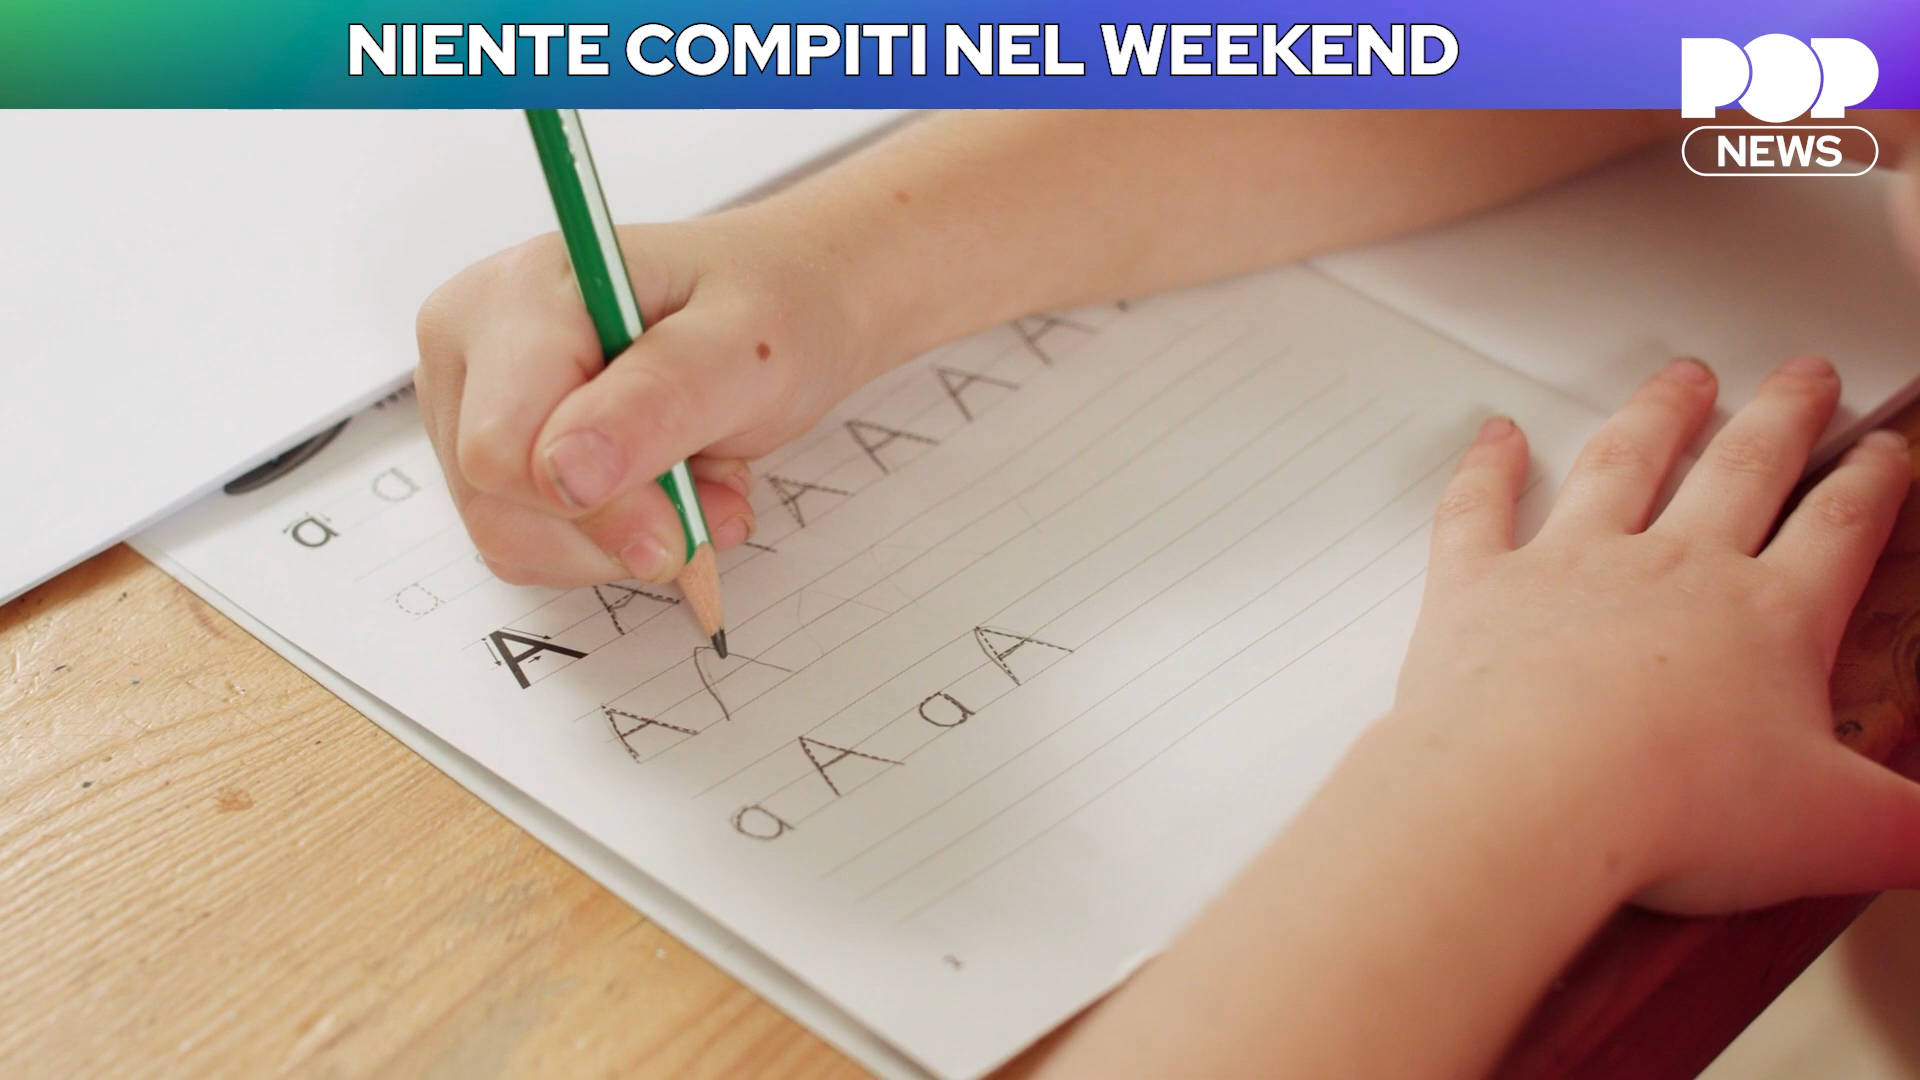 NIENTE COMPITI NEL WEEKEND
POP
NEWS
a a
a
A A A A A A
A A
a A a A